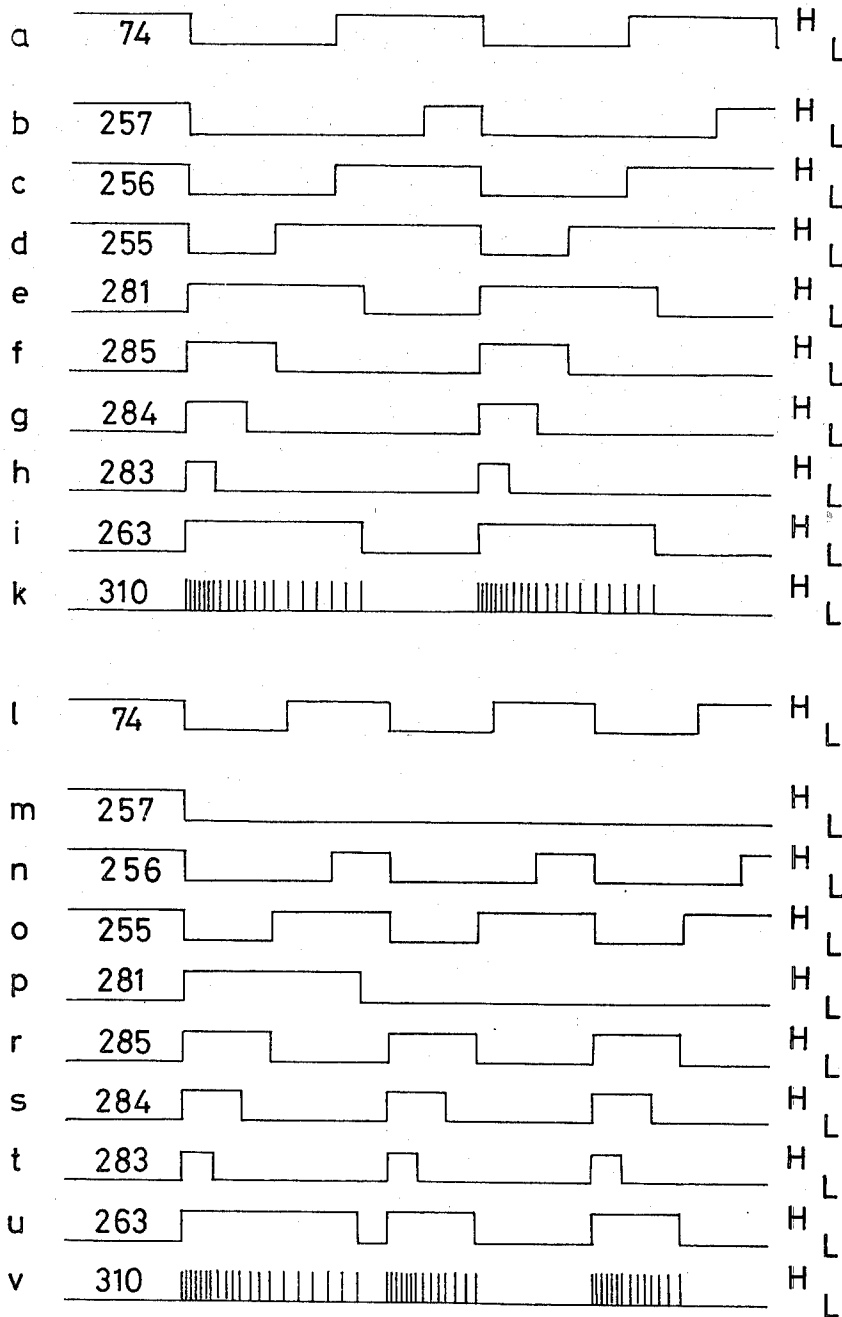 a 74 H L
b 257 H L
c 256 H L
d 255 H L
e 281 H L
f 285 H L
g 284 H L
h 283 H L
i 263 H L
k 310 H L
l 74 H L
m 257 H L
n 256 H L
o 255 H L
p 281 H L
r 285 H L
s 284 H L
t 283 H L
u 263 H L
v 310 H L